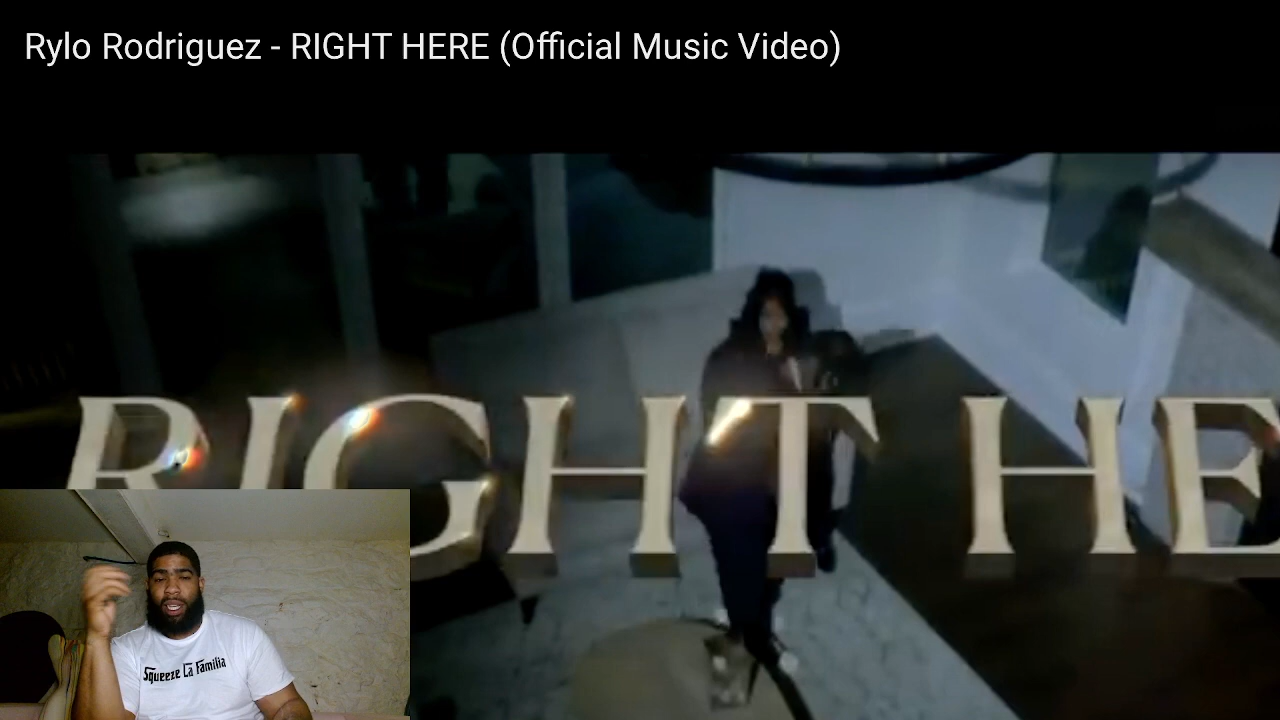 Rylo Rodriguez - RIGHT HERE (Official Music Video)
RIGHT HE
Squeeze La Familia